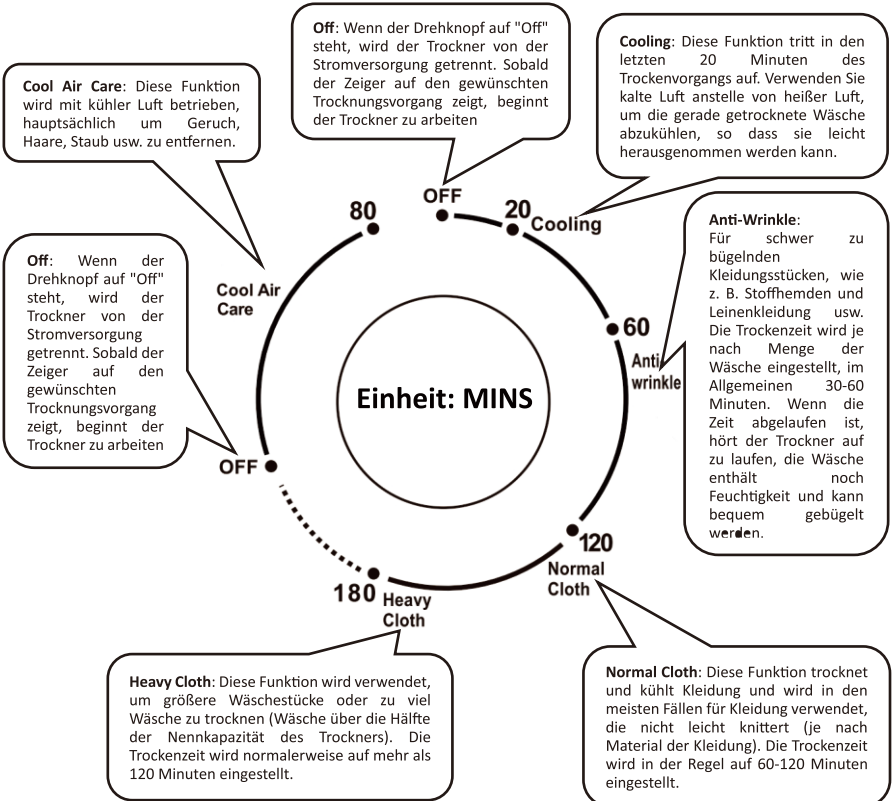 Off: Wenn der Drehknopf auf "Off"
steht, wird der Trockner von der
Stromversorgung getrennt. Sobald
der Zeiger auf den gewünschten
Trocknungsvorgang zeigt, beginnt
der Trockner zu arbeiten
Cooling: Diese Funktion tritt in den
letzten 20 Minuten des
Trockenvorgangs auf. Verwenden Sie
kalte Luft anstelle von heißer Luft,
um die gerade getrocknete Wäsche
abzukühlen, so dass sie leicht
herausgenommen werden kann.
Cool Air Care: Diese Funktion
wird mit kühler Luft betrieben,
hauptsächlich um Geruch,
Haare, Staub usw. zu entfernen.
OFF
80
20
Cooling
Anti-Wrinkle:
Für schwer zu
bügelnden
Kleidungsstücken, wie
z. B. Stoffhemden und
Leinenkleidung usw.
Die Trockenzeit wird je
nach Menge der
Wäsche eingestellt, im
Allgemeinen 30-60
Minuten. Wenn die
Zeit abgelaufen ist,
hört der Trockner auf
zu laufen, die Wäsche
enthält noch
Feuchtigkeit und kann
bequem gebügelt
werden.
Off: Wenn der
Drehknopf auf "Off"
steht, wird der
Trockner von der
Stromversorgung
getrennt. Sobald der
Zeiger auf den
gewünschten
Trocknungsvorgang
zeigt, beginnt der
Trockner zu arbeiten
Cool Air
Care
60
Anti
wrinkle
Einheit: MINS
OFF
120
Normal
Cloth
180
Heavy
Cloth
Heavy Cloth: Diese Funktion wird verwendet,
um größere Wäschestücke oder zu viel
Wäsche zu trocknen (Wäsche über die Hälfte
der Nennkapazität des Trockners). Die
Trockenzeit wird normalerweise auf mehr als
120 Minuten eingestellt.
Normal Cloth: Diese Funktion trocknet
und kühlt Kleidung und wird in den
meisten Fällen für Kleidung verwendet,
die nicht leicht knittert (je nach
Material der Kleidung). Die Trockenzeit
wird in der Regel auf 60-120 Minuten
eingestellt.